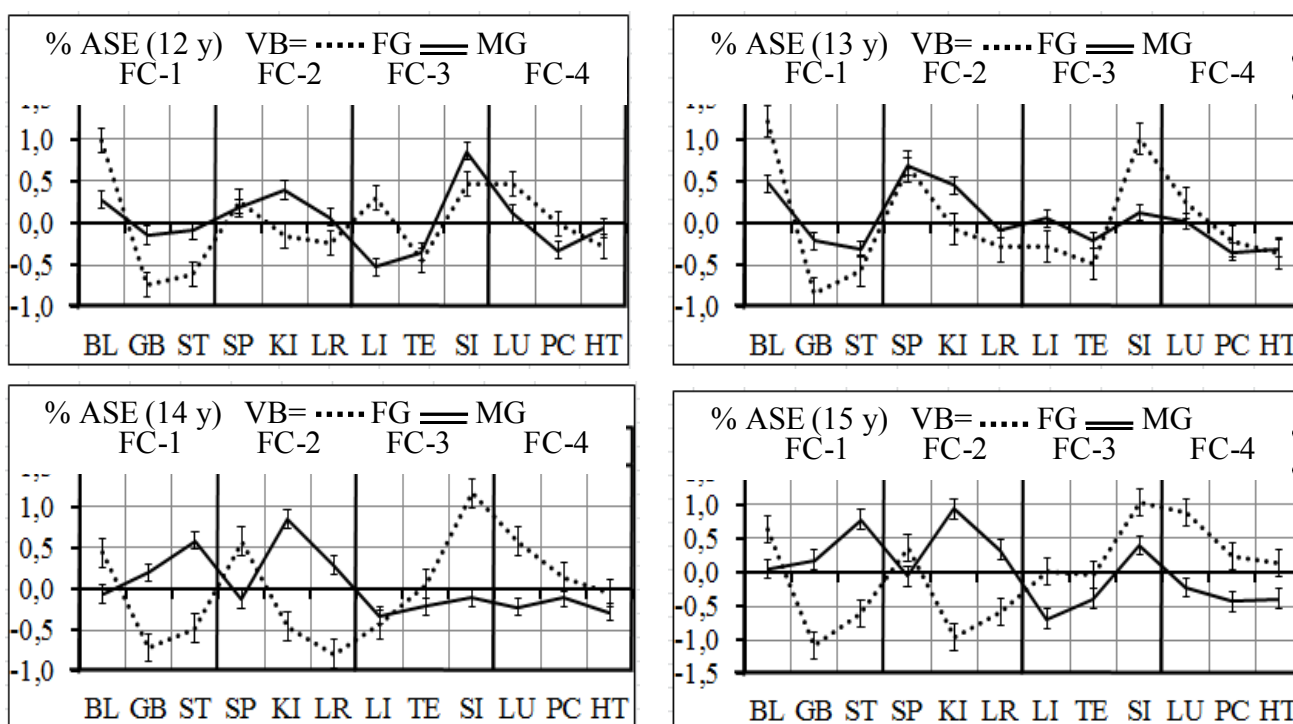 % ASE (12 y) VB= FG MG
FC-1 FC-2 FC-3 FC-4
1,0
0,5
0,0
-0,5
-1,0
BL GB ST SP KI LR LI TE SI LU PC HT
% ASE (13 y) VB= FG MG
FC-1 FC-2 FC-3 FC-4
1,0
0,5
0,0
-0,5
-1,0
BL GB ST SP KI LR LI TE SI LU PC HT
% ASE (14 y) VB= FG MG
FC-1 FC-2 FC-3 FC-4
1,0
0,5
0,0
-0,5
-1,0
BL GB ST SP KI LR LI TE SI LU PC HT
% ASE (15 y) VB= FG MG
FC-1 FC-2 FC-3 FC-4
1,0
0,5
0,0
-0,5
-1,0
-1,5
BL GB ST SP KI LR LI TE SI LU PC HT